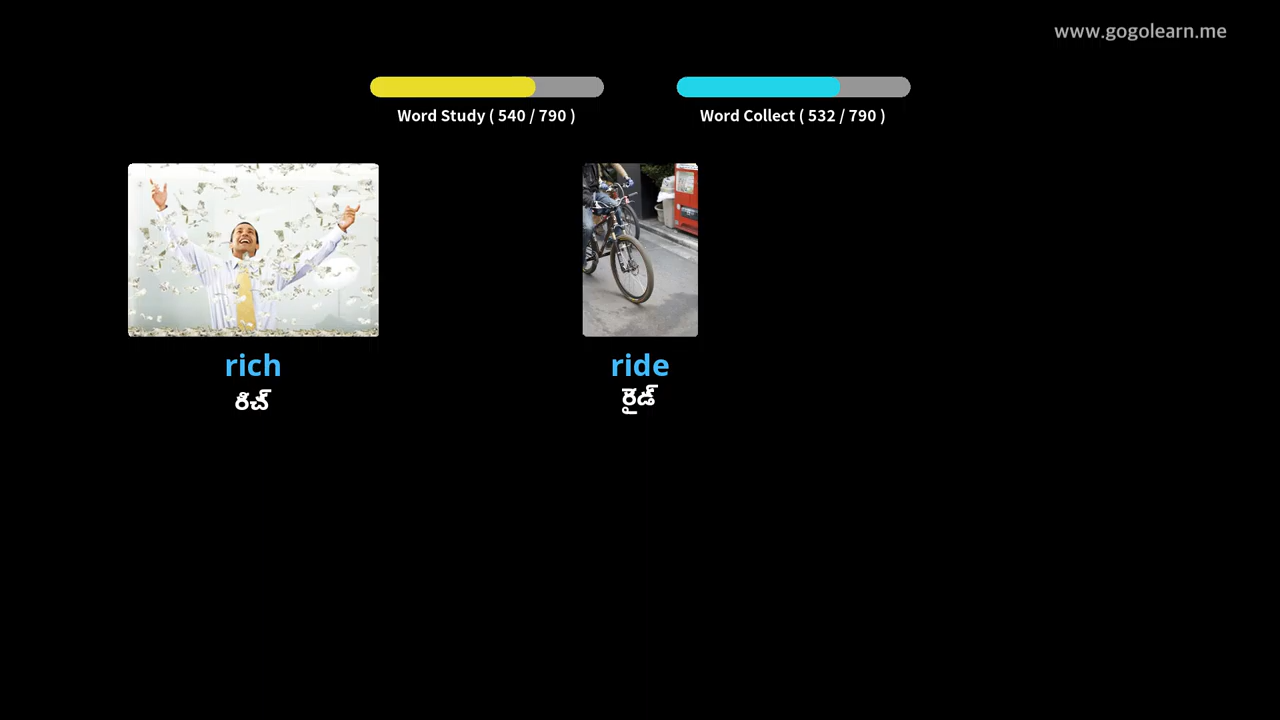 www.gogolearn.me
Word Study ( 540 / 790 )
Word Collect ( 532 / 790 )
rich
రిచ్
ride
రైడ్